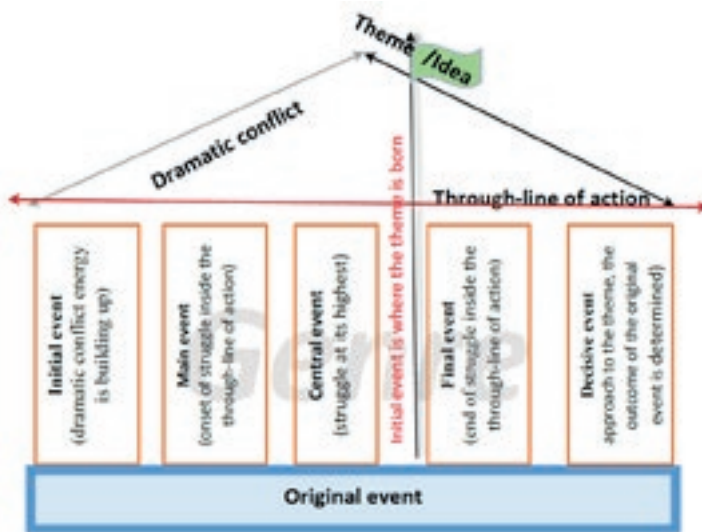 Theme
/Idea
Dramatic conflict
Through-line of action
Initial event
(dramatic conflict energy
is building up)
Main event
(onset of struggle inside the
through-line of action)
Central event
(struggle at its highest)
Initial event is where the theme is born
Final event
(end of struggle inside the
through-line of action)
Decisive event
approach to the theme, the
outcome of the original
event is determined)
Genre
Original event